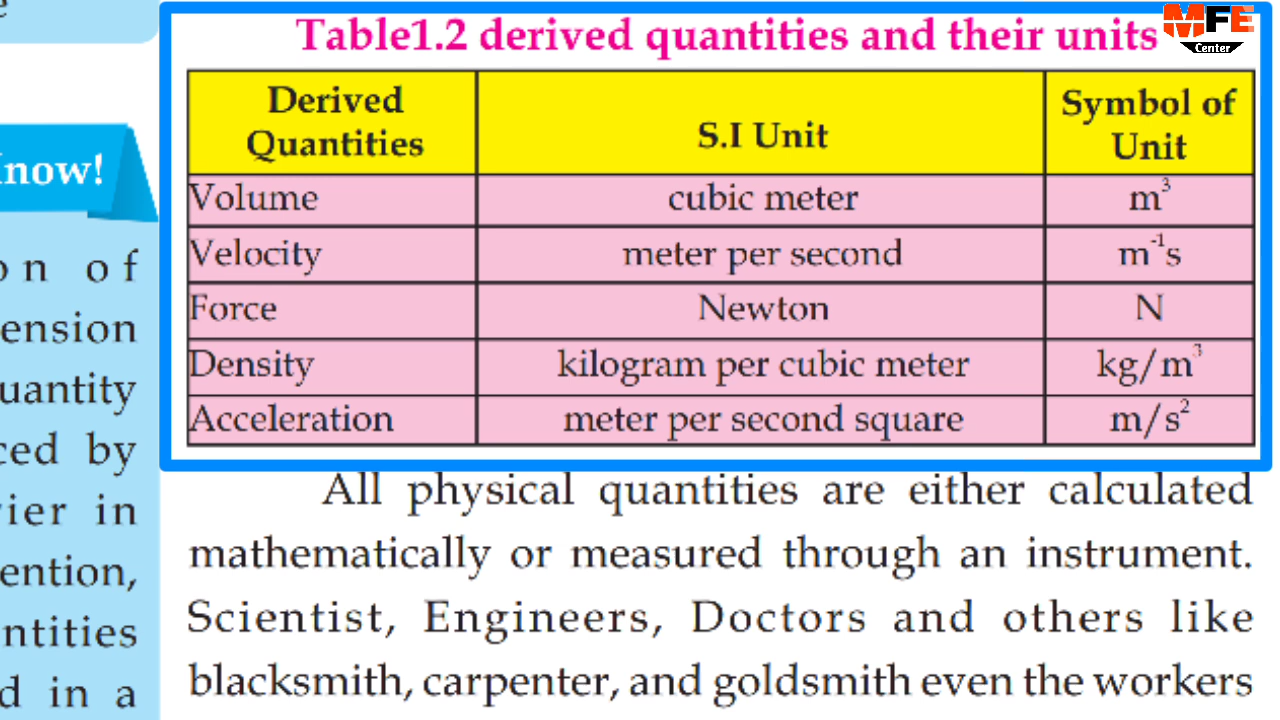 e
Know!
on of
ension
uantity
ced by
rier in
ention,
ntities
d in a
MFE
Center
Table1.2 derived quantities and their units
Derived Quantities S.I Unit Symbol of Unit
Volume cubic meter m³
Velocity meter per second m⁻¹s
Force Newton N
Density kilogram per cubic meter kg/m³
Acceleration meter per second square m/s²
All physical quantities are either calculated
mathematically or measured through an instrument.
Scientist, Engineers, Doctors and others like
blacksmith, carpenter, and goldsmith even the workers